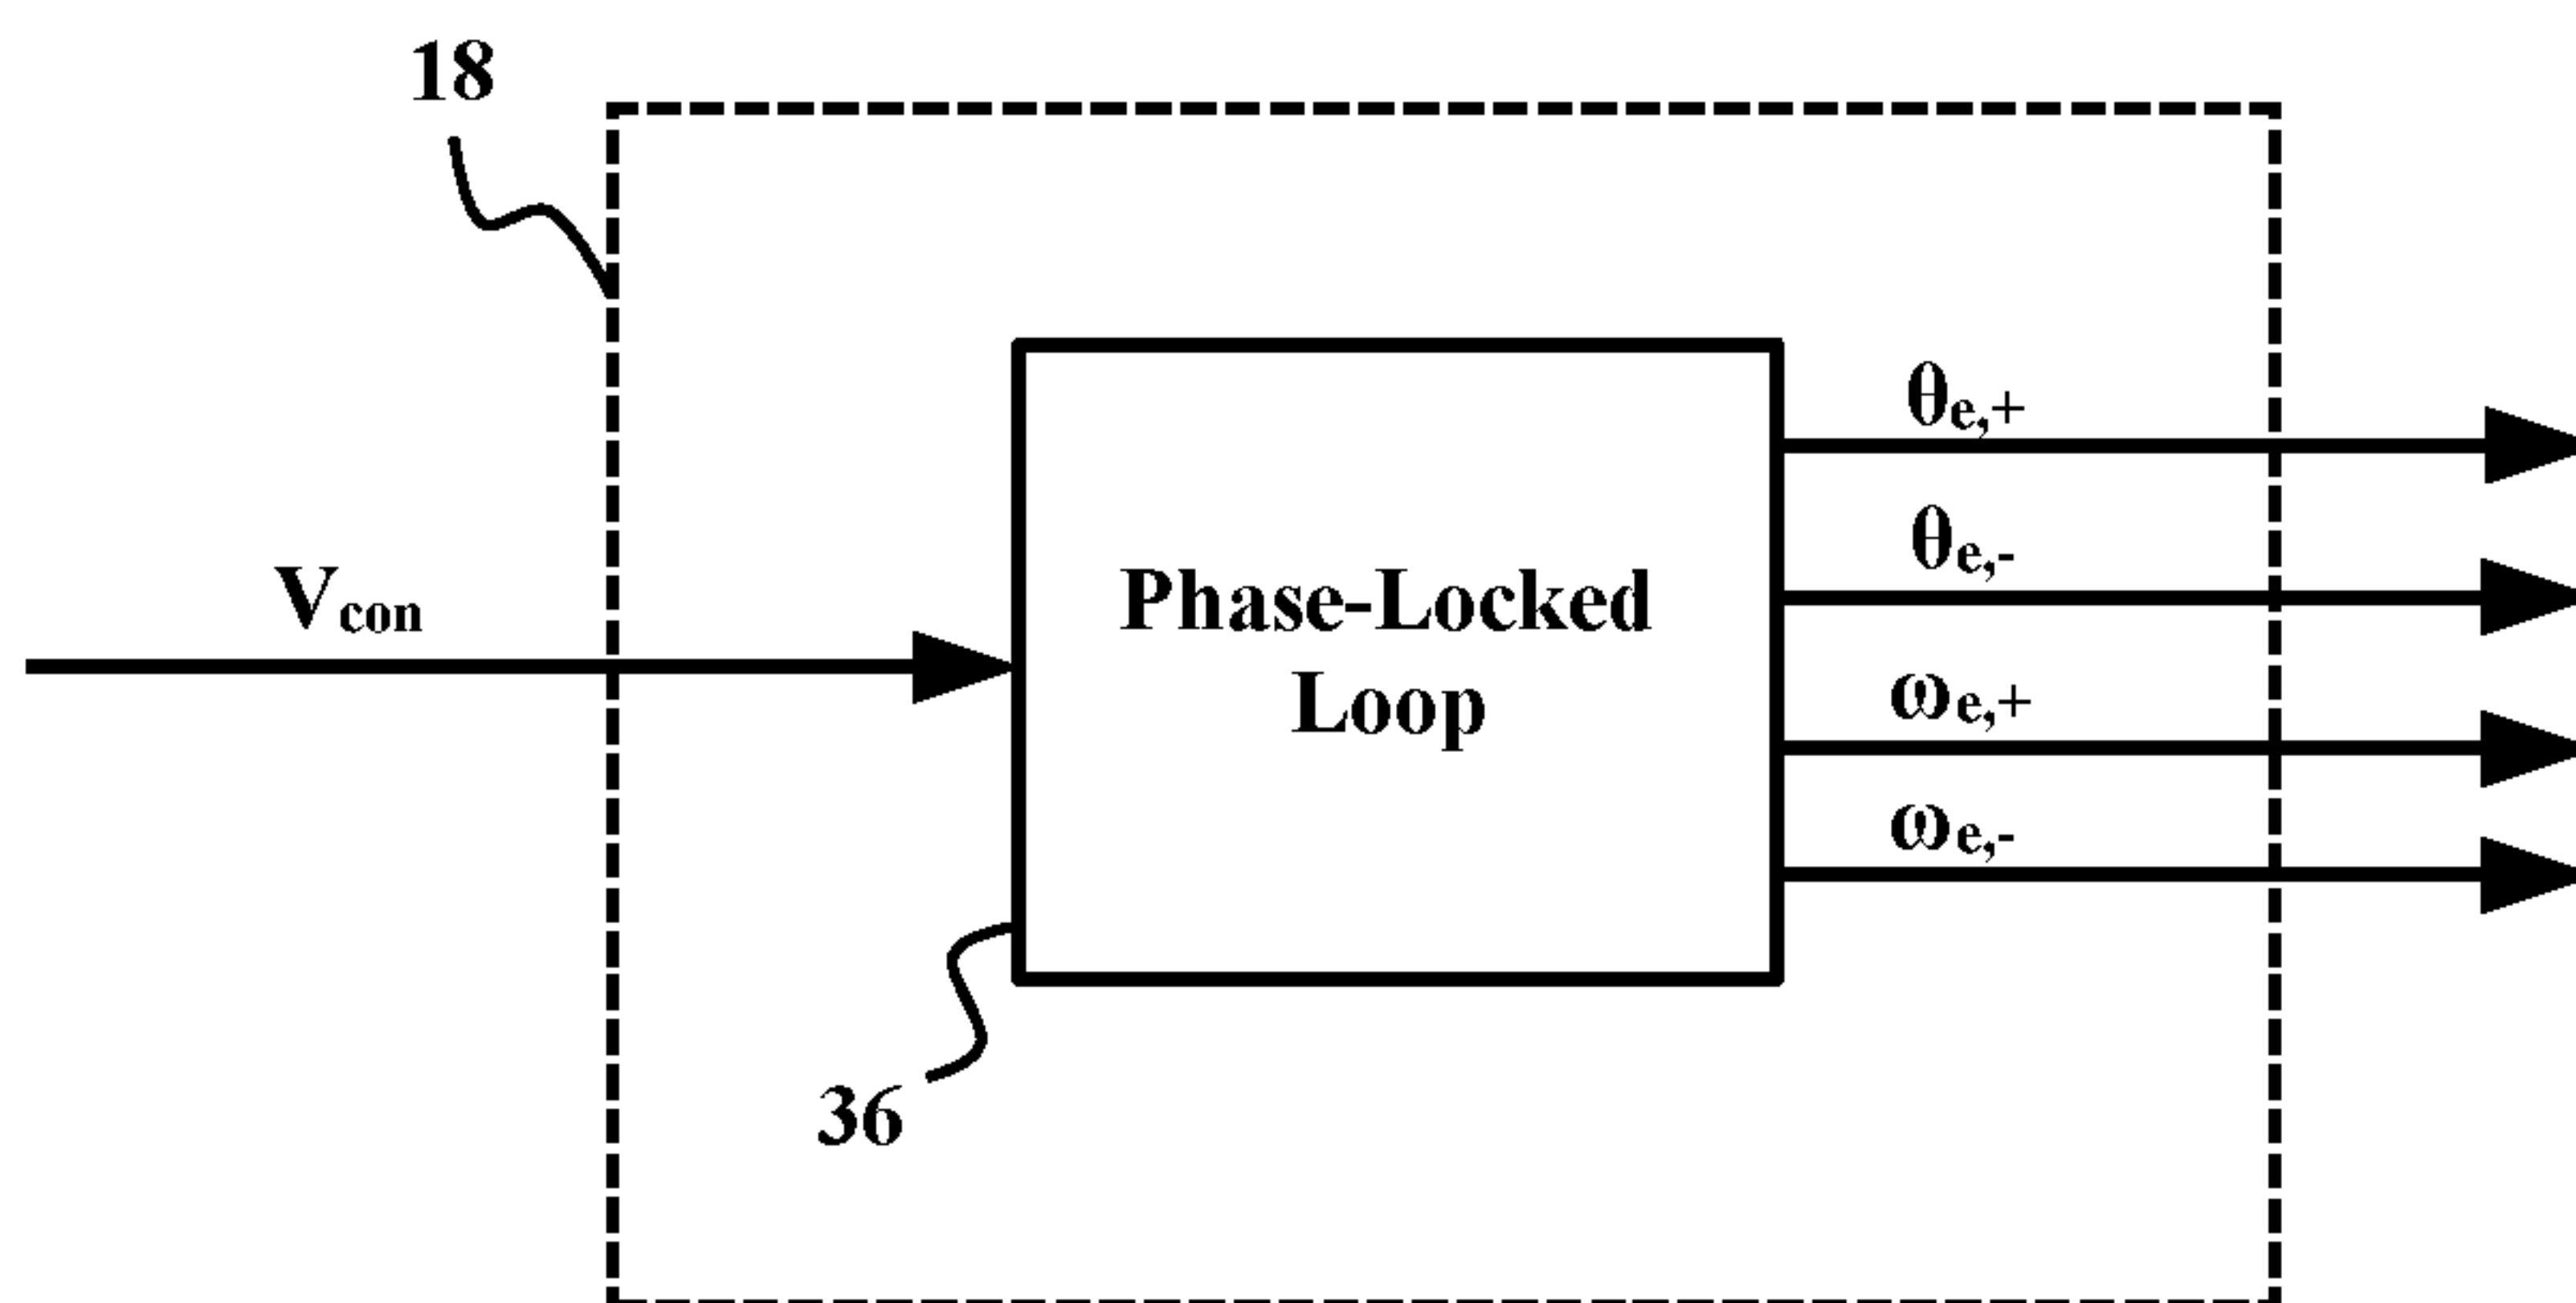 18
θe,+
θe,-
Vcon
Phase-Locked
Loop
ωe,+
ωe,-
36